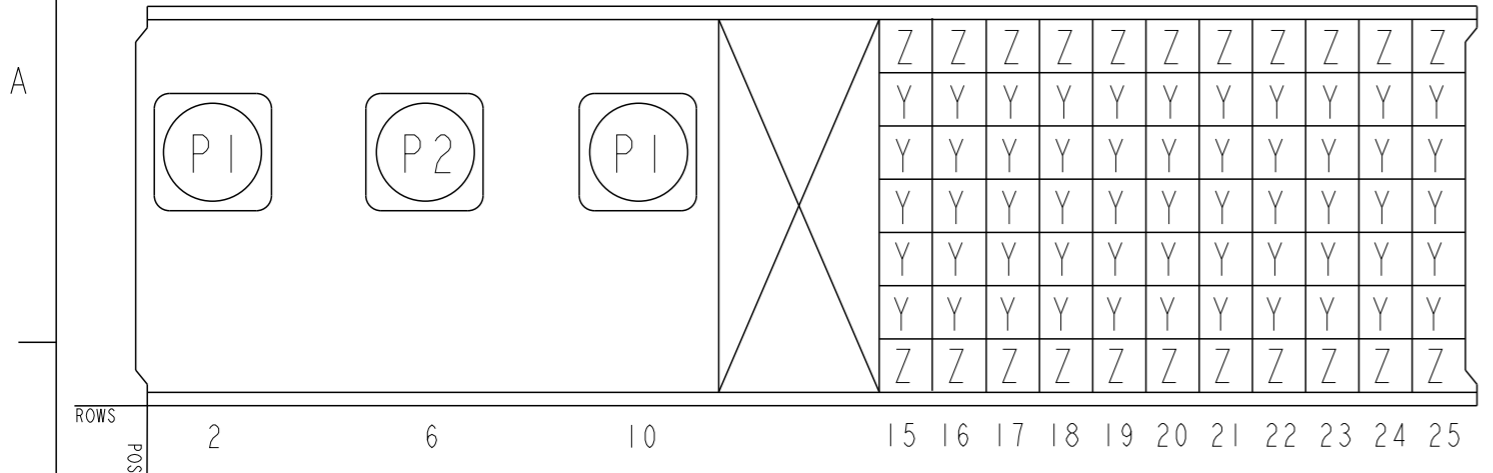 Z Z Z Z Z Z Z Z Z Z Z
A
Y Y Y Y Y Y Y Y Y Y Y
P1 P2 P1 Y Y Y Y Y Y Y Y Y Y Y
Y Y Y Y Y Y Y Y Y Y Y
Y Y Y Y Y Y Y Y Y Y Y
Y Y Y Y Y Y Y Y Y Y Y
Z Z Z Z Z Z Z Z Z Z Z
ROWS
2 6 10 15 16 17 18 19 20 21 22 23 24 25
POS